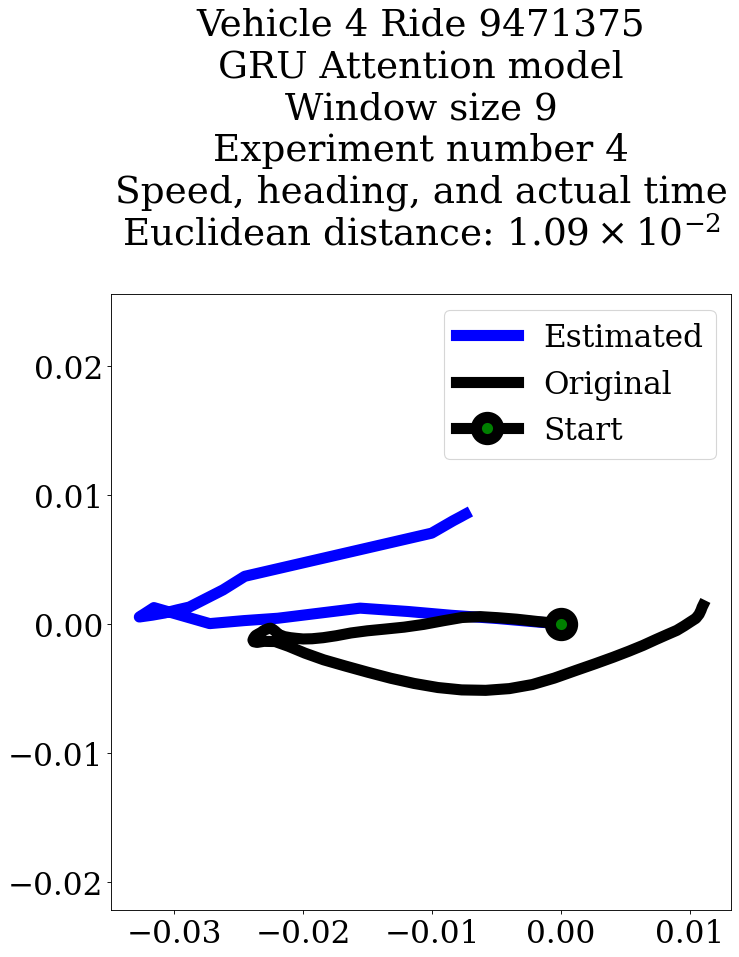 Vehicle 4 Ride 9471375
GRU Attention model
Window size 9
Experiment number 4
Speed, heading, and actual time
Euclidean distance: 1.09 × 10⁻²
Estimated
Original
Start
0.02
0.01
0.00
−0.01
−0.02
−0.03
−0.02
−0.01
0.00
0.01